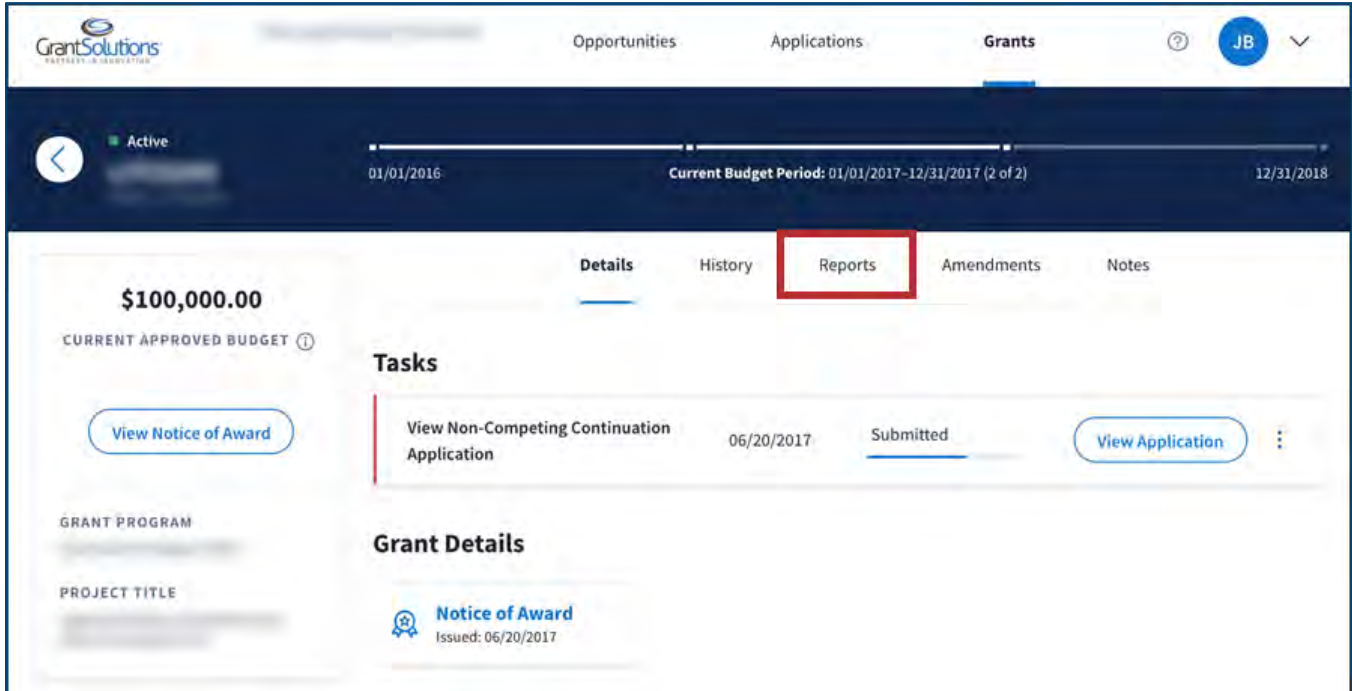 GrantSolutions
PARTNERS IN INNOVATION
Opportunities
Applications
Grants
?
JB
Active
01/01/2016
Current Budget Period: 01/01/2017-12/31/2017 (2 of 2)
12/31/2018
Details
History
Reports
Amendments
Notes
$100,000.00
CURRENT APPROVED BUDGET
View Notice of Award
GRANT PROGRAM
PROJECT TITLE
Tasks
View Non-Competing Continuation
Application
06/20/2017
Submitted
View Application
Grant Details
Notice of Award
Issued: 06/20/2017